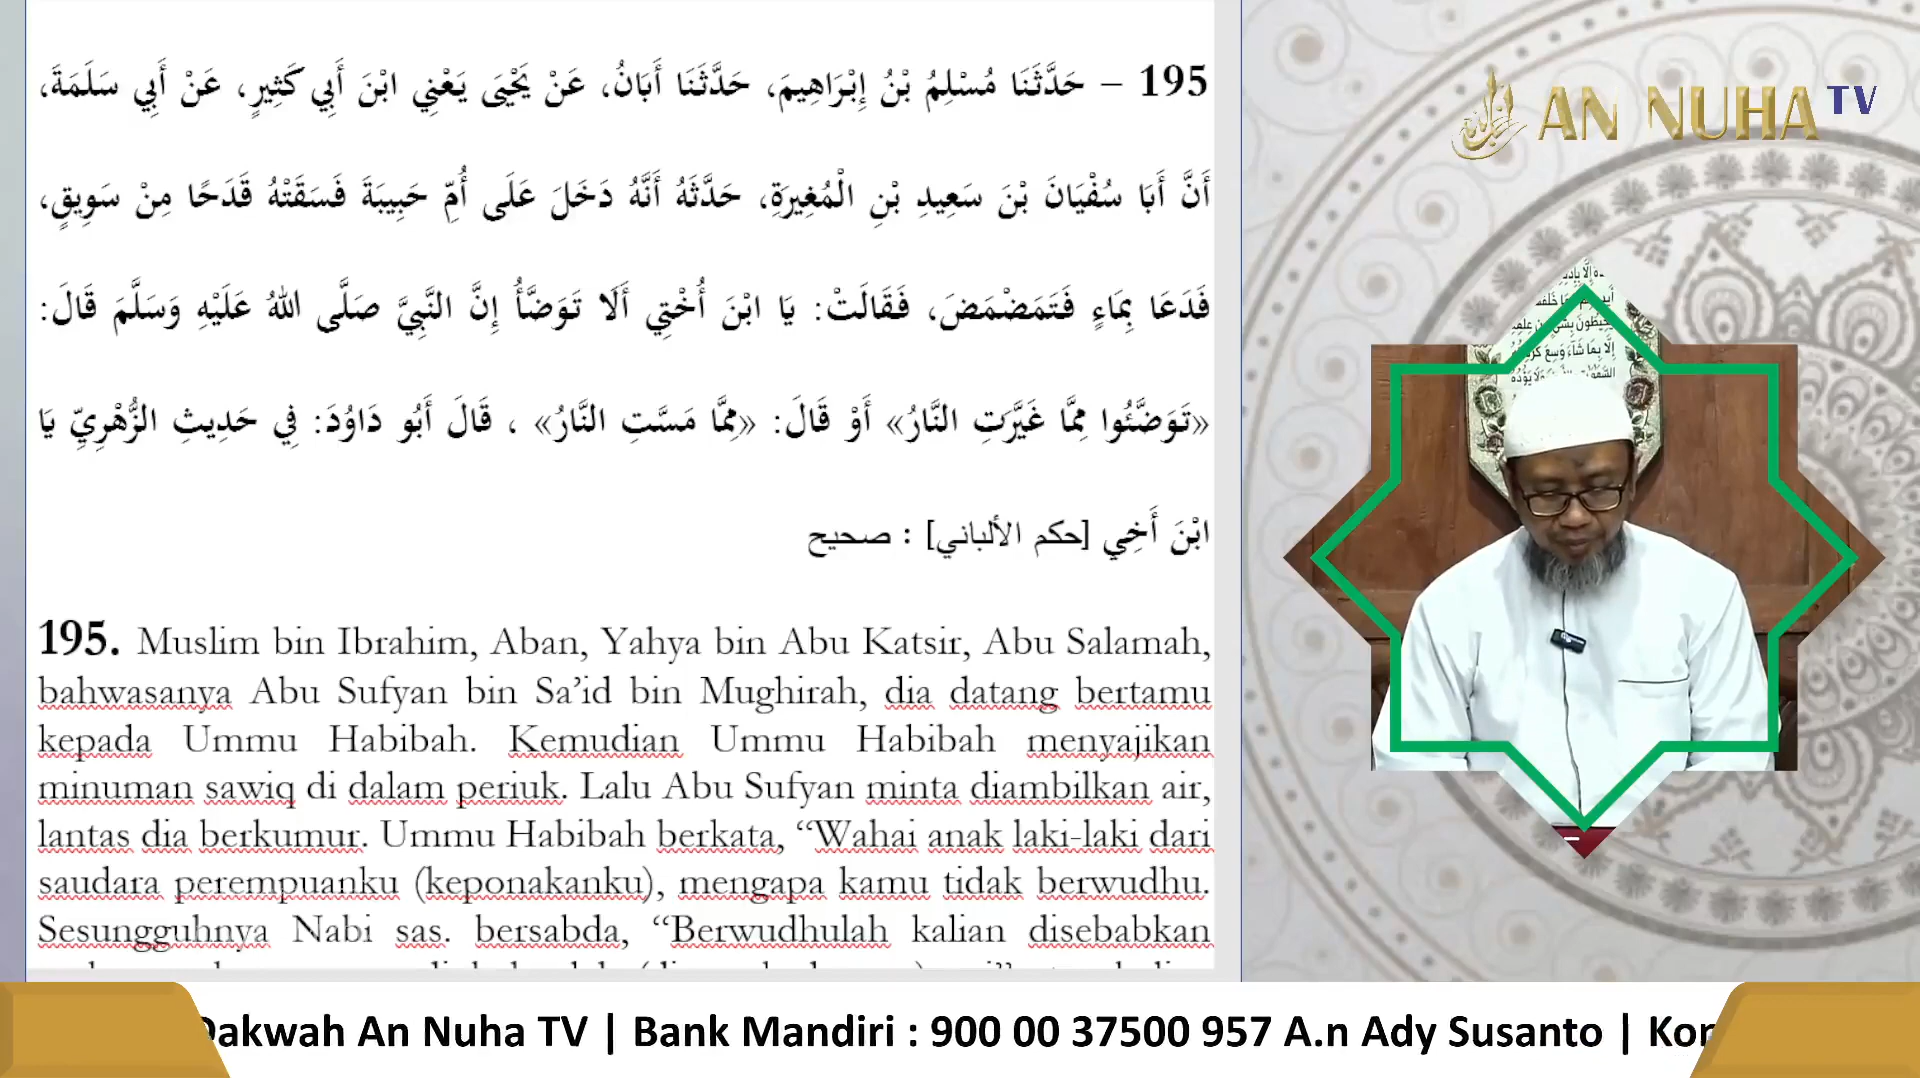 195 – حَدَّثَنَا مُسْلِمُ بْنُ إِبْرَاهِيمَ، حَدَّثَنَا أَبَانُ، عَنْ يَحْيَى يَعْنِي ابْنَ أَبِي كَثِيرٍ، عَنْ أَبِي سَلَمَةَ،
أَنَّ أَبَا سُفْيَانَ بْنَ سَعِيدِ بْنِ الْمُغِيرَةِ، حَدَّثَهُ أَنَّهُ دَخَلَ عَلَى أُمِّ حَبِيبَةَ فَسَقَتْهُ قَدَحًا مِنْ سَوِيقٍ،
فَدَعَا بِمَاءٍ فَتَمَضْمَضَ، فَقَالَتْ: يَا ابْنَ أُخْتِي أَلَا تَوَضَّأُ إِنَّ النَّبِيَّ صَلَّى اللهُ عَلَيْهِ وَسَلَّمَ قَالَ:
«تَوَضَّئُوا مِمَّا غَيَّرَتِ النَّارُ» أَوْ قَالَ: «مِمَّا مَسَّتِ النَّارُ» ، قَالَ أَبُو دَاوُدَ: فِي حَدِيثِ الزُّهْرِيِّ يَا
ابْنَ أَخِي [حكم الألباني] : صحيح
195. Muslim bin Ibrahim, Aban, Yahya bin Abu Katsir, Abu Salamah,
bahwasanya Abu Sufyan bin Sa’id bin Mughirah, dia datang bertamu
kepada Ummu Habibah. Kemudian Ummu Habibah menyajikan
minuman sawiq di dalam periuk. Lalu Abu Sufyan minta diambilkan air,
lantas dia berkumur. Ummu Habibah berkata, “Wahai anak laki-laki dari
saudara perempuanku (keponakanku), mengapa kamu tidak berwudhu.
Sesungguhnya Nabi sas. bersabda, “Berwudhulah kalian disebabkan
AN NUHA TV
Dakwah An Nuha TV | Bank Mandiri : 900 00 37500 957 A.n Ady Susanto |